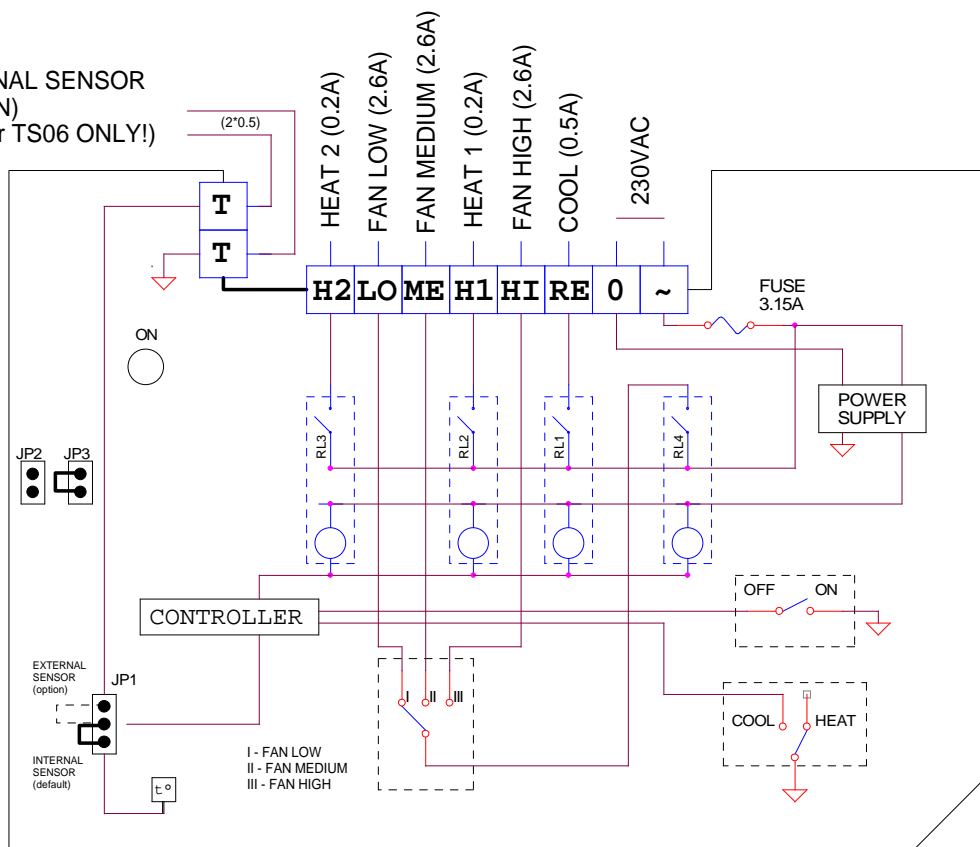 NAL SENSOR
N)
r TS06 ONLY!)
(2*0.5)
HEAT 2 (0.2A)
FAN LOW (2.6A)
FAN MEDIUM (2.6A)
HEAT 1 (0.2A)
FAN HIGH (2.6A)
COOL (0.5A)
230VAC
T
T
H2 LO ME H1 HI RE 0 ~
FUSE
3.15A
ON
POWER
SUPPLY
RL3
RL2
RL1
RL4
JP2
JP3
CONTROLLER
OFF
ON
EXTERNAL
SENSOR
(option)
JP1
I
II
III
COOL
HEAT
I - FAN LOW
II - FAN MEDIUM
III - FAN HIGH
INTERNAL
SENSOR
(default)
t°